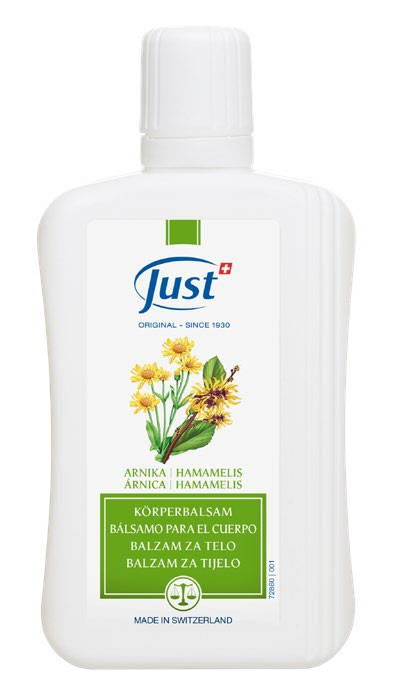 Just
ORIGINAL – SINCE 1930
ARNIKA | HAMAMELIS
ÁRNICA | HAMAMELIS
KÖRPERBALSAM
BÁLSAMO PARA EL CUERPO
BALZAM ZA TELO
BALZAM ZA TIJELO
72860 | 001
MADE IN SWITZERLAND